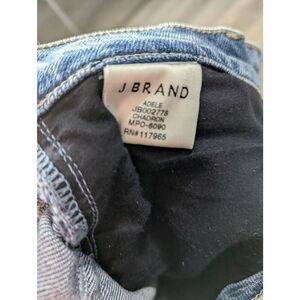 J BRAND
ADELE
JB002778
CHADRON
MPO-6090
RN#117965